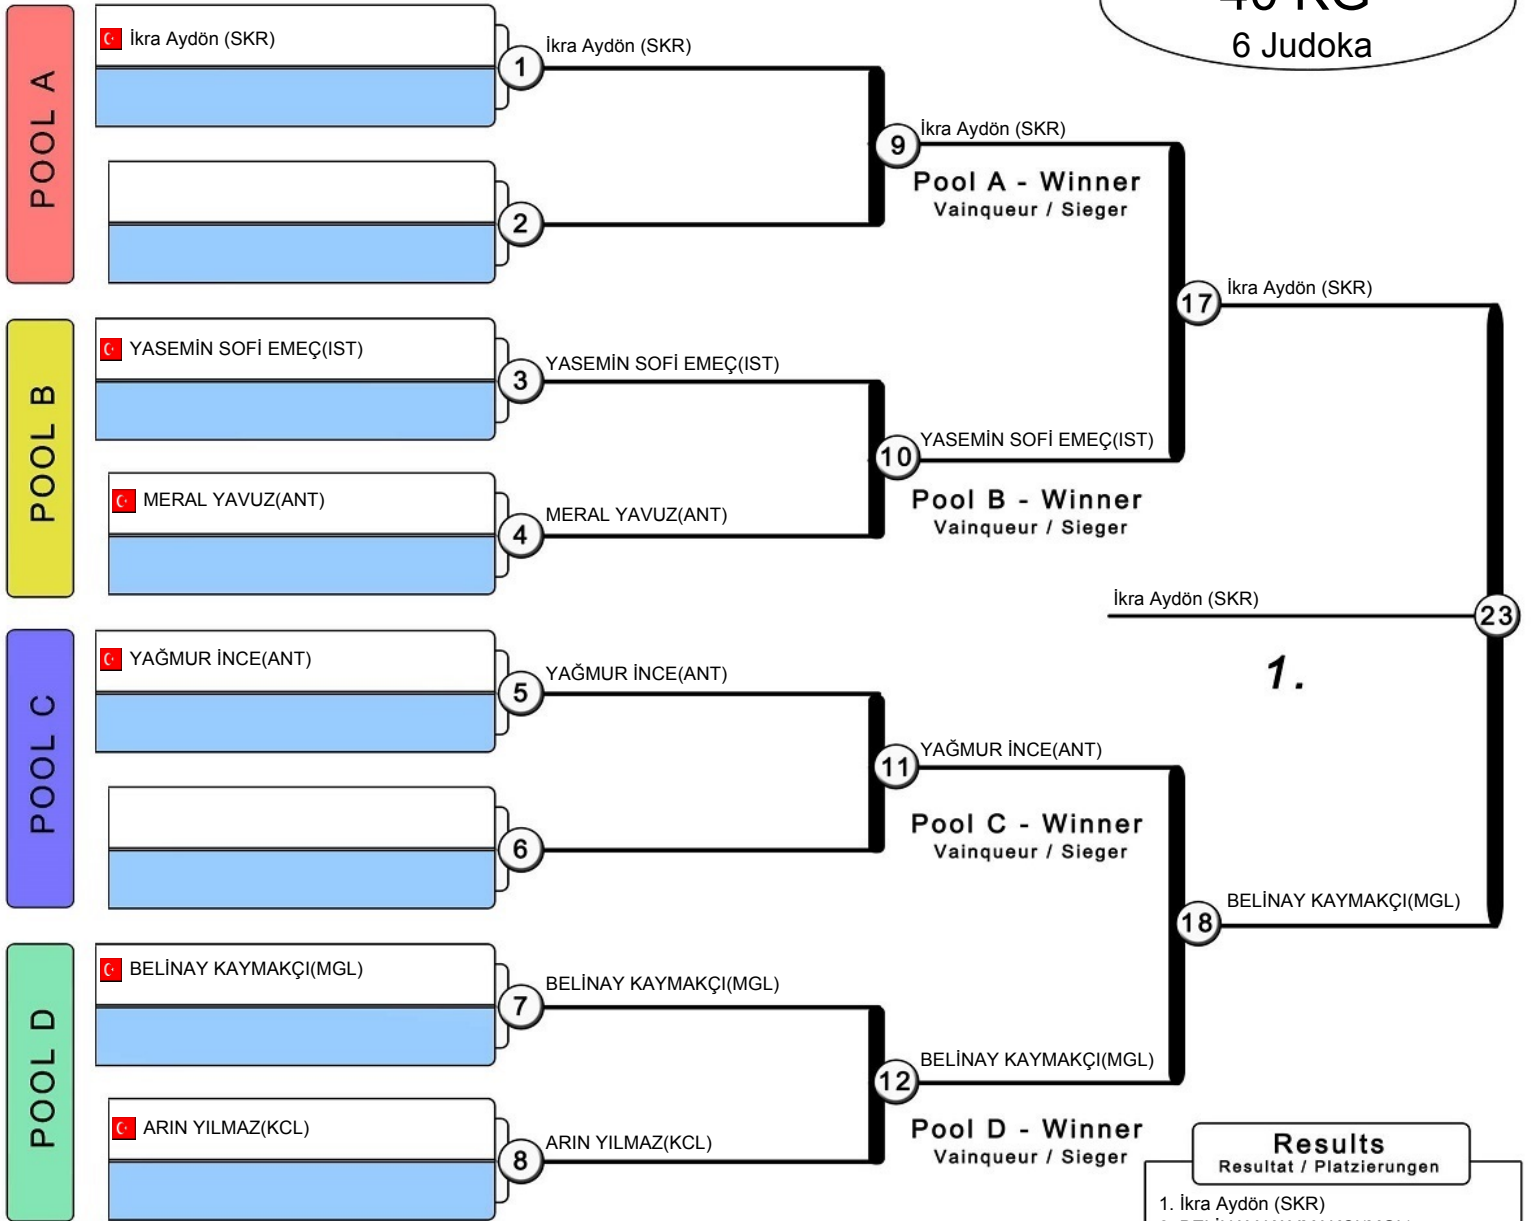 40 KG
6 Judoka
POOL A
İkra Aydön (SKR)
1
İkra Aydön (SKR)
2
9
İkra Aydön (SKR)
Pool A - Winner
Vainqueur / Sieger
17
İkra Aydön (SKR)
POOL B
YASEMİN SOFİ EMEÇ(IST)
3
YASEMİN SOFİ EMEÇ(IST)
MERAL YAVUZ(ANT)
4
MERAL YAVUZ(ANT)
10
YASEMİN SOFİ EMEÇ(IST)
Pool B - Winner
Vainqueur / Sieger
İkra Aydön (SKR)
23
1.
POOL C
YAĞMUR İNCE(ANT)
5
YAĞMUR İNCE(ANT)
6
11
YAĞMUR İNCE(ANT)
Pool C - Winner
Vainqueur / Sieger
18
BELİNAY KAYMAKÇI(MGL)
POOL D
BELİNAY KAYMAKÇI(MGL)
7
BELİNAY KAYMAKÇI(MGL)
ARIN YILMAZ(KCL)
8
ARIN YILMAZ(KCL)
12
BELİNAY KAYMAKÇI(MGL)
Pool D - Winner
Vainqueur / Sieger
Results
Resultat / Platzierungen
1. İkra Aydön (SKR)